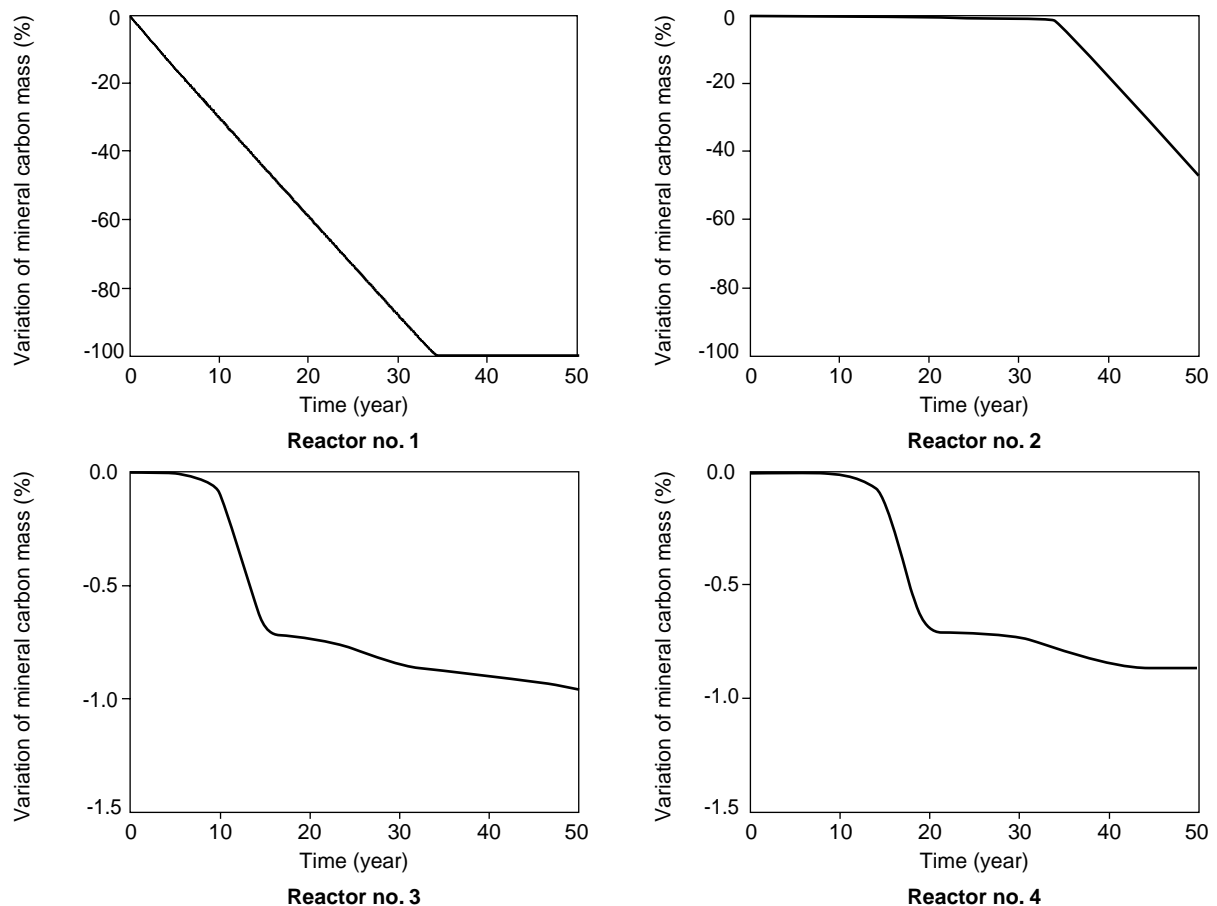 Variation of mineral carbon mass (%)
0
-20
-40
-60
-80
-100
0 10 20 30 40 50
Time (year)
Reactor no. 1
Variation of mineral carbon mass (%)
0
-20
-40
-60
-80
-100
0 10 20 30 40 50
Time (year)
Reactor no. 2
Variation of mineral carbon mass (%)
0.0
-0.5
-1.0
-1.5
0 10 20 30 40 50
Time (year)
Reactor no. 3
Variation of mineral carbon mass (%)
0.0
-0.5
-1.0
-1.5
0 10 20 30 40 50
Time (year)
Reactor no. 4